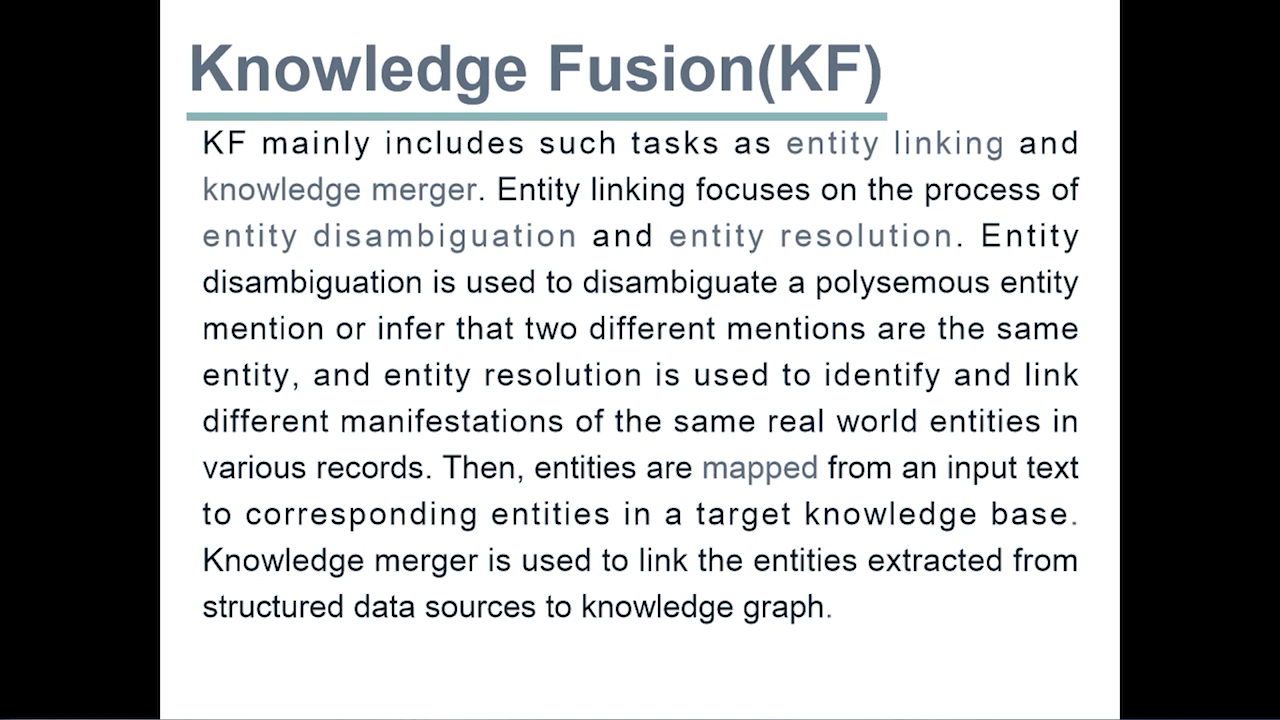 Knowledge Fusion(KF)
KF mainly includes such tasks as entity linking and
knowledge merger. Entity linking focuses on the process of
entity disambiguation and entity resolution. Entity
disambiguation is used to disambiguate a polysemous entity
mention or infer that two different mentions are the same
entity, and entity resolution is used to identify and link
different manifestations of the same real world entities in
various records. Then, entities are mapped from an input text
to corresponding entities in a target knowledge base.
Knowledge merger is used to link the entities extracted from
structured data sources to knowledge graph.